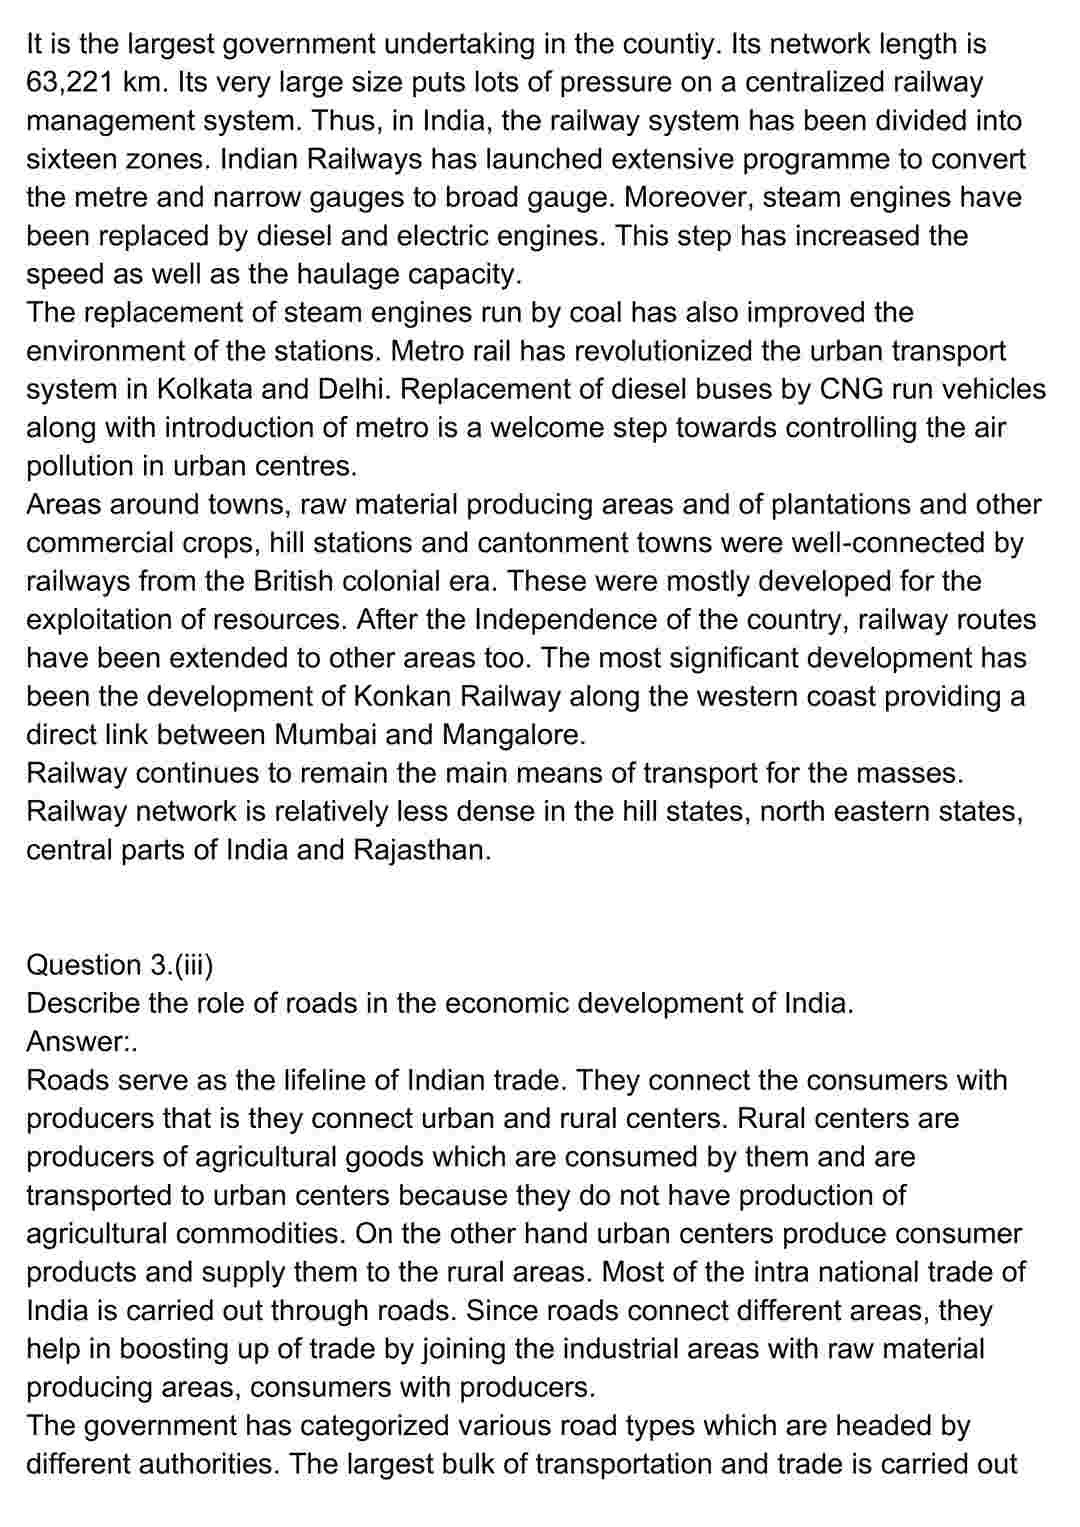 It is the largest government undertaking in the countiy. Its network length is
63,221 km. Its very large size puts lots of pressure on a centralized railway
management system. Thus, in India, the railway system has been divided into
sixteen zones. Indian Railways has launched extensive programme to convert
the metre and narrow gauges to broad gauge. Moreover, steam engines have
been replaced by diesel and electric engines. This step has increased the
speed as well as the haulage capacity.
The replacement of steam engines run by coal has also improved the
environment of the stations. Metro rail has revolutionized the urban transport
system in Kolkata and Delhi. Replacement of diesel buses by CNG run vehicles
along with introduction of metro is a welcome step towards controlling the air
pollution in urban centres.
Areas around towns, raw material producing areas and of plantations and other
commercial crops, hill stations and cantonment towns were well-connected by
railways from the British colonial era. These were mostly developed for the
exploitation of resources. After the Independence of the country, railway routes
have been extended to other areas too. The most significant development has
been the development of Konkan Railway along the western coast providing a
direct link between Mumbai and Mangalore.
Railway continues to remain the main means of transport for the masses.
Railway network is relatively less dense in the hill states, north eastern states,
central parts of India and Rajasthan.
Question 3.(iii)
Describe the role of roads in the economic development of India.
Answer:.
Roads serve as the lifeline of Indian trade. They connect the consumers with
producers that is they connect urban and rural centers. Rural centers are
producers of agricultural goods which are consumed by them and are
transported to urban centers because they do not have production of
agricultural commodities. On the other hand urban centers produce consumer
products and supply them to the rural areas. Most of the intra national trade of
India is carried out through roads. Since roads connect different areas, they
help in boosting up of trade by joining the industrial areas with raw material
producing areas, consumers with producers.
The government has categorized various road types which are headed by
different authorities. The largest bulk of transportation and trade is carried out